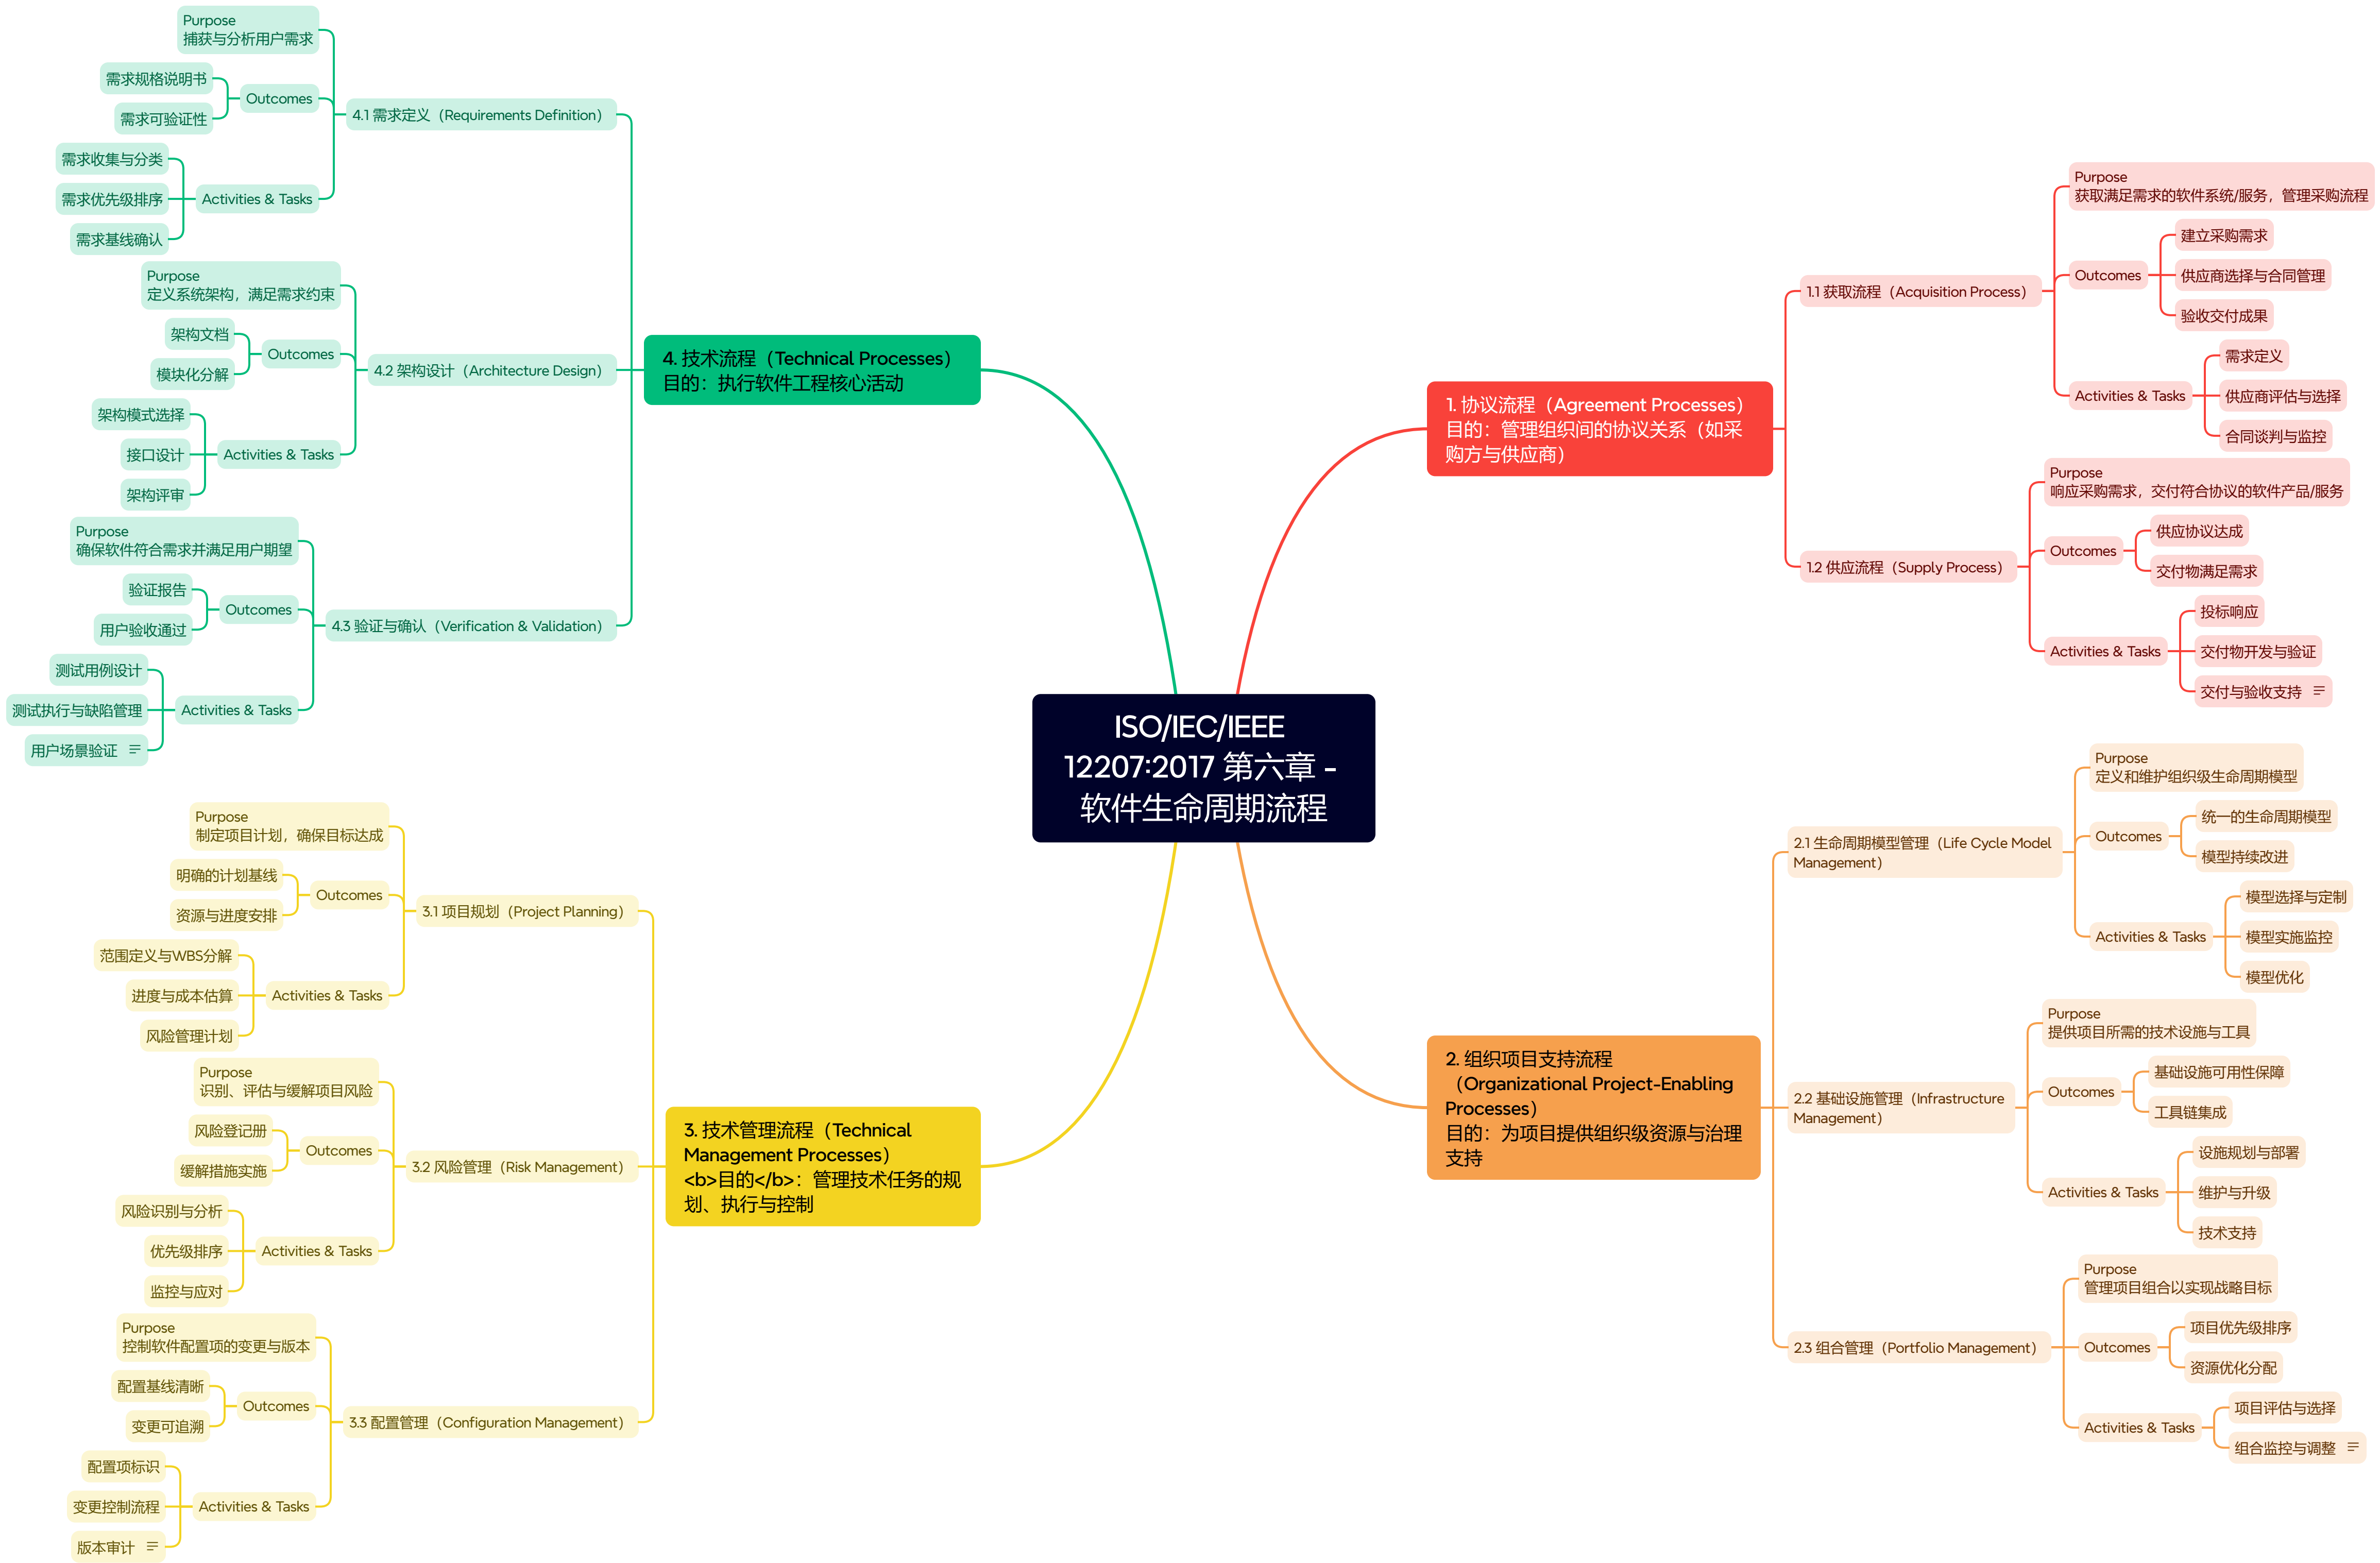 ISO/IEC/IEEE
12207:2017 第六章 -
软件生命周期流程
1. 协议流程（Agreement Processes）
目的：管理组织间的协议关系（如采
购方与供应商）
1.1 获取流程（Acquisition Process）
Purpose
获取满足需求的软件系统/服务，管理采购流程
Outcomes
建立采购需求
供应商选择与合同管理
验收交付成果
Activities & Tasks
需求定义
供应商评估与选择
合同谈判与监控
1.2 供应流程（Supply Process）
Purpose
响应采购需求，交付符合协议的软件产品/服务
Outcomes
供应协议达成
交付物满足需求
Activities & Tasks
投标响应
交付物开发与验证
交付与验收支持
2. 组织项目支持流程
（Organizational Project-Enabling
Processes）
目的：为项目提供组织级资源与治理
支持
2.1 生命周期模型管理（Life Cycle Model
Management）
Purpose
定义和维护组织级生命周期模型
Outcomes
统一的生命周期模型
模型持续改进
Activities & Tasks
模型选择与定制
模型实施监控
模型优化
2.2 基础设施管理（Infrastructure
Management）
Purpose
提供项目所需的技术设施与工具
Outcomes
基础设施可用性保障
工具链集成
Activities & Tasks
设施规划与部署
维护与升级
技术支持
2.3 组合管理（Portfolio Management）
Purpose
管理项目组合以实现战略目标
Outcomes
项目优先级排序
资源优化分配
Activities & Tasks
项目评估与选择
组合监控与调整
3. 技术管理流程（Technical
Management Processes）
<b>目的</b>：管理技术任务的规
划、执行与控制
3.1 项目规划（Project Planning）
Purpose
制定项目计划，确保目标达成
Outcomes
明确的计划基线
资源与进度安排
Activities & Tasks
范围定义与WBS分解
进度与成本估算
风险管理计划
3.2 风险管理（Risk Management）
Purpose
识别、评估与缓解项目风险
Outcomes
风险登记册
缓解措施实施
Activities & Tasks
风险识别与分析
优先级排序
监控与应对
3.3 配置管理（Configuration Management）
Purpose
控制软件配置项的变更与版本
Outcomes
配置基线清晰
变更可追溯
Activities & Tasks
配置项标识
变更控制流程
版本审计
4. 技术流程（Technical Processes）
目的：执行软件工程核心活动
4.1 需求定义（Requirements Definition）
Purpose
捕获与分析用户需求
Outcomes
需求规格说明书
需求可验证性
Activities & Tasks
需求收集与分类
需求优先级排序
需求基线确认
4.2 架构设计（Architecture Design）
Purpose
定义系统架构，满足需求约束
Outcomes
架构文档
模块化分解
Activities & Tasks
架构模式选择
接口设计
架构评审
4.3 验证与确认（Verification & Validation）
Purpose
确保软件符合需求并满足用户期望
Outcomes
验证报告
用户验收通过
Activities & Tasks
测试用例设计
测试执行与缺陷管理
用户场景验证